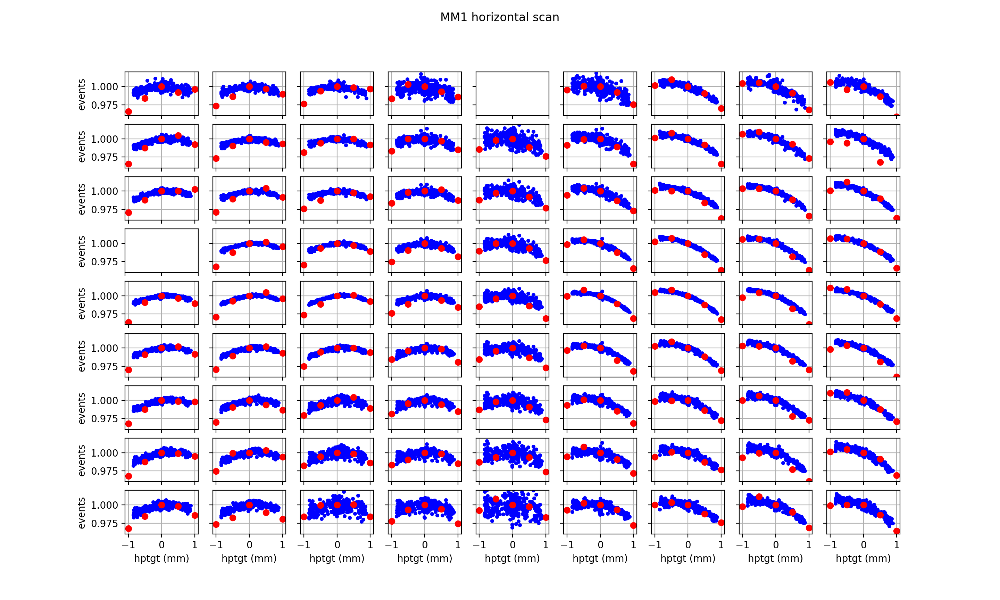 MM1 horizontal scan
events 1.000 0.975
events 1.000 0.975
events 1.000 0.975
events 1.000 0.975
events 1.000 0.975
events 1.000 0.975
events 1.000 0.975
events 1.000 0.975
events 1.000 0.975
−1 0 1 −1 0 1 −1 0 1 −1 0 1 −1 0 1 −1 0 1 −1 0 1 −1 0 1 −1 0 1
hptgt (mm) hptgt (mm) hptgt (mm) hptgt (mm) hptgt (mm) hptgt (mm) hptgt (mm) hptgt (mm) hptgt (mm)